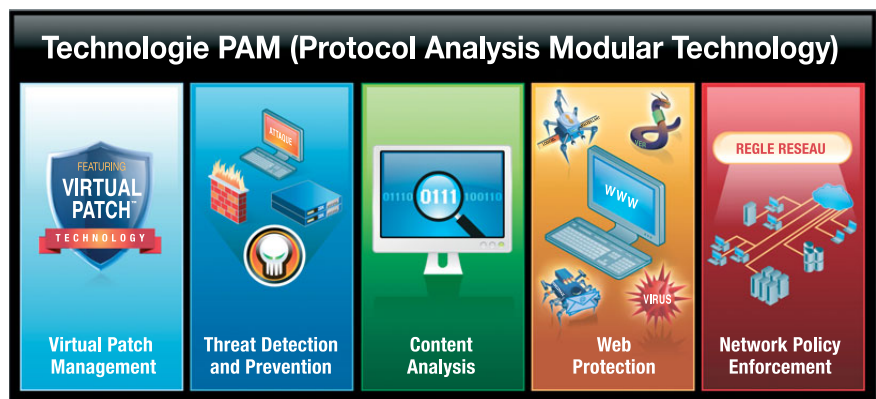 Technologie PAM (Protocol Analysis Modular Technology)
FEATURING
VIRTUAL
PATCH™
TECHNOLOGY
Virtual Patch
Management
ATTAQUE
Threat Detection
and Prevention
01110 0111 100110
Content
Analysis
WWW
VIRUS
Web
Protection
REGLE RESEAU
Network Policy
Enforcement